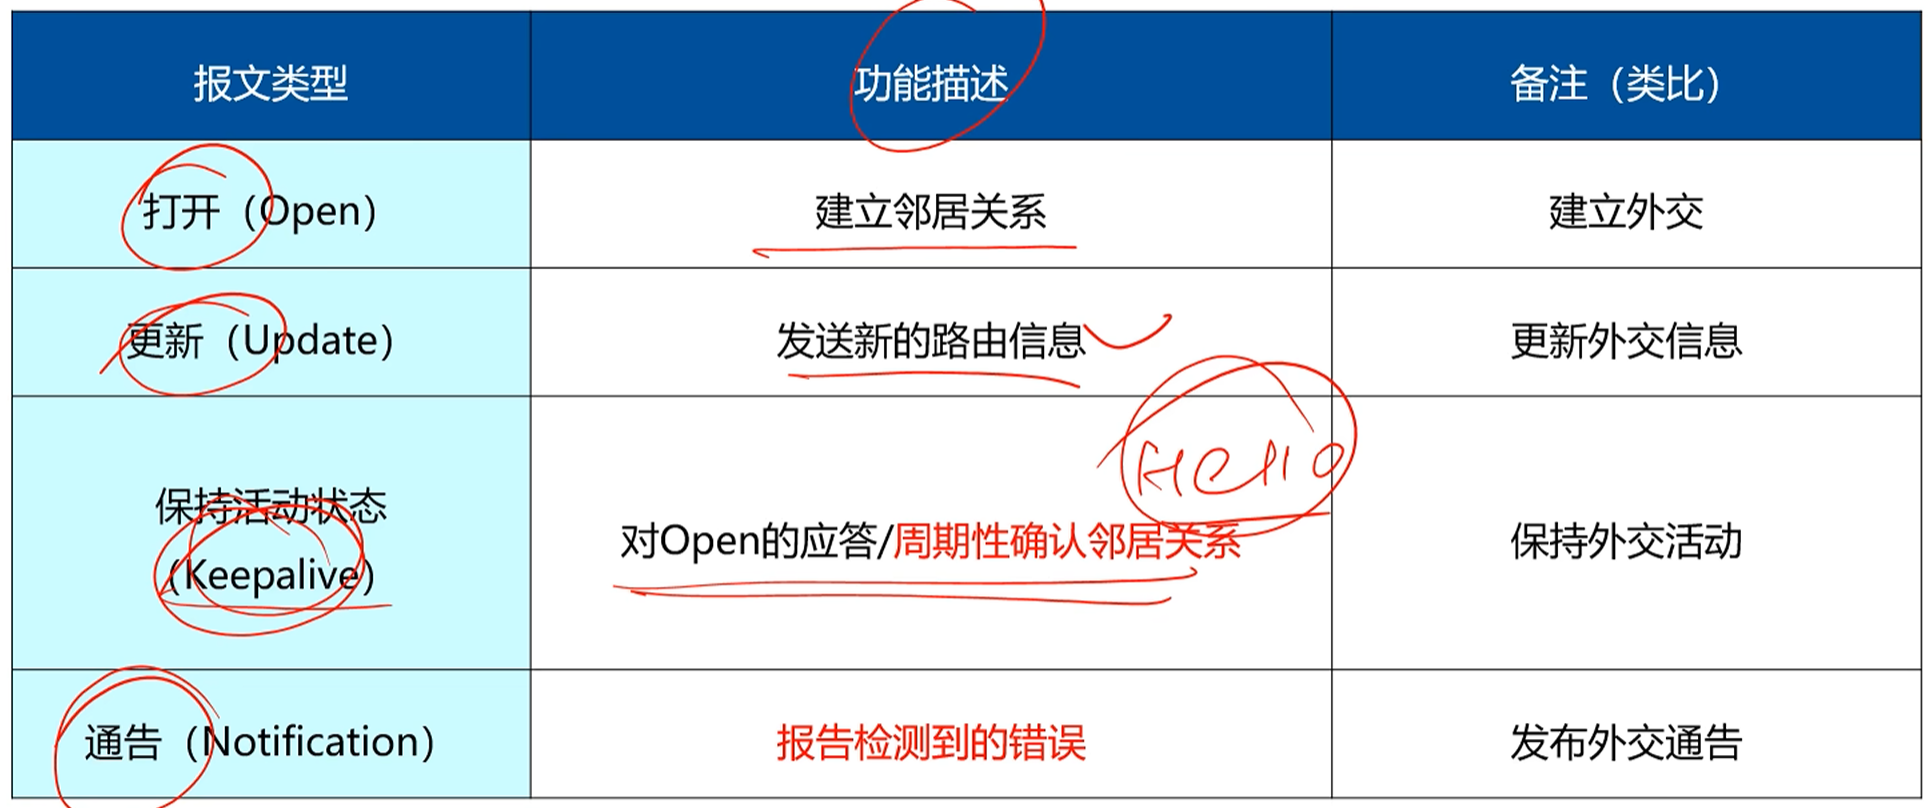 报文类型 功能描述 备注（类比）
打开（Open） 建立邻居关系 建立外交
更新（Update） 发送新的路由信息 更新外交信息
Hello
保持活动状态
（Keepalive） 对Open的应答/周期性确认邻居关系 保持外交活动
通告（Notification） 报告检测到的错误 发布外交通告